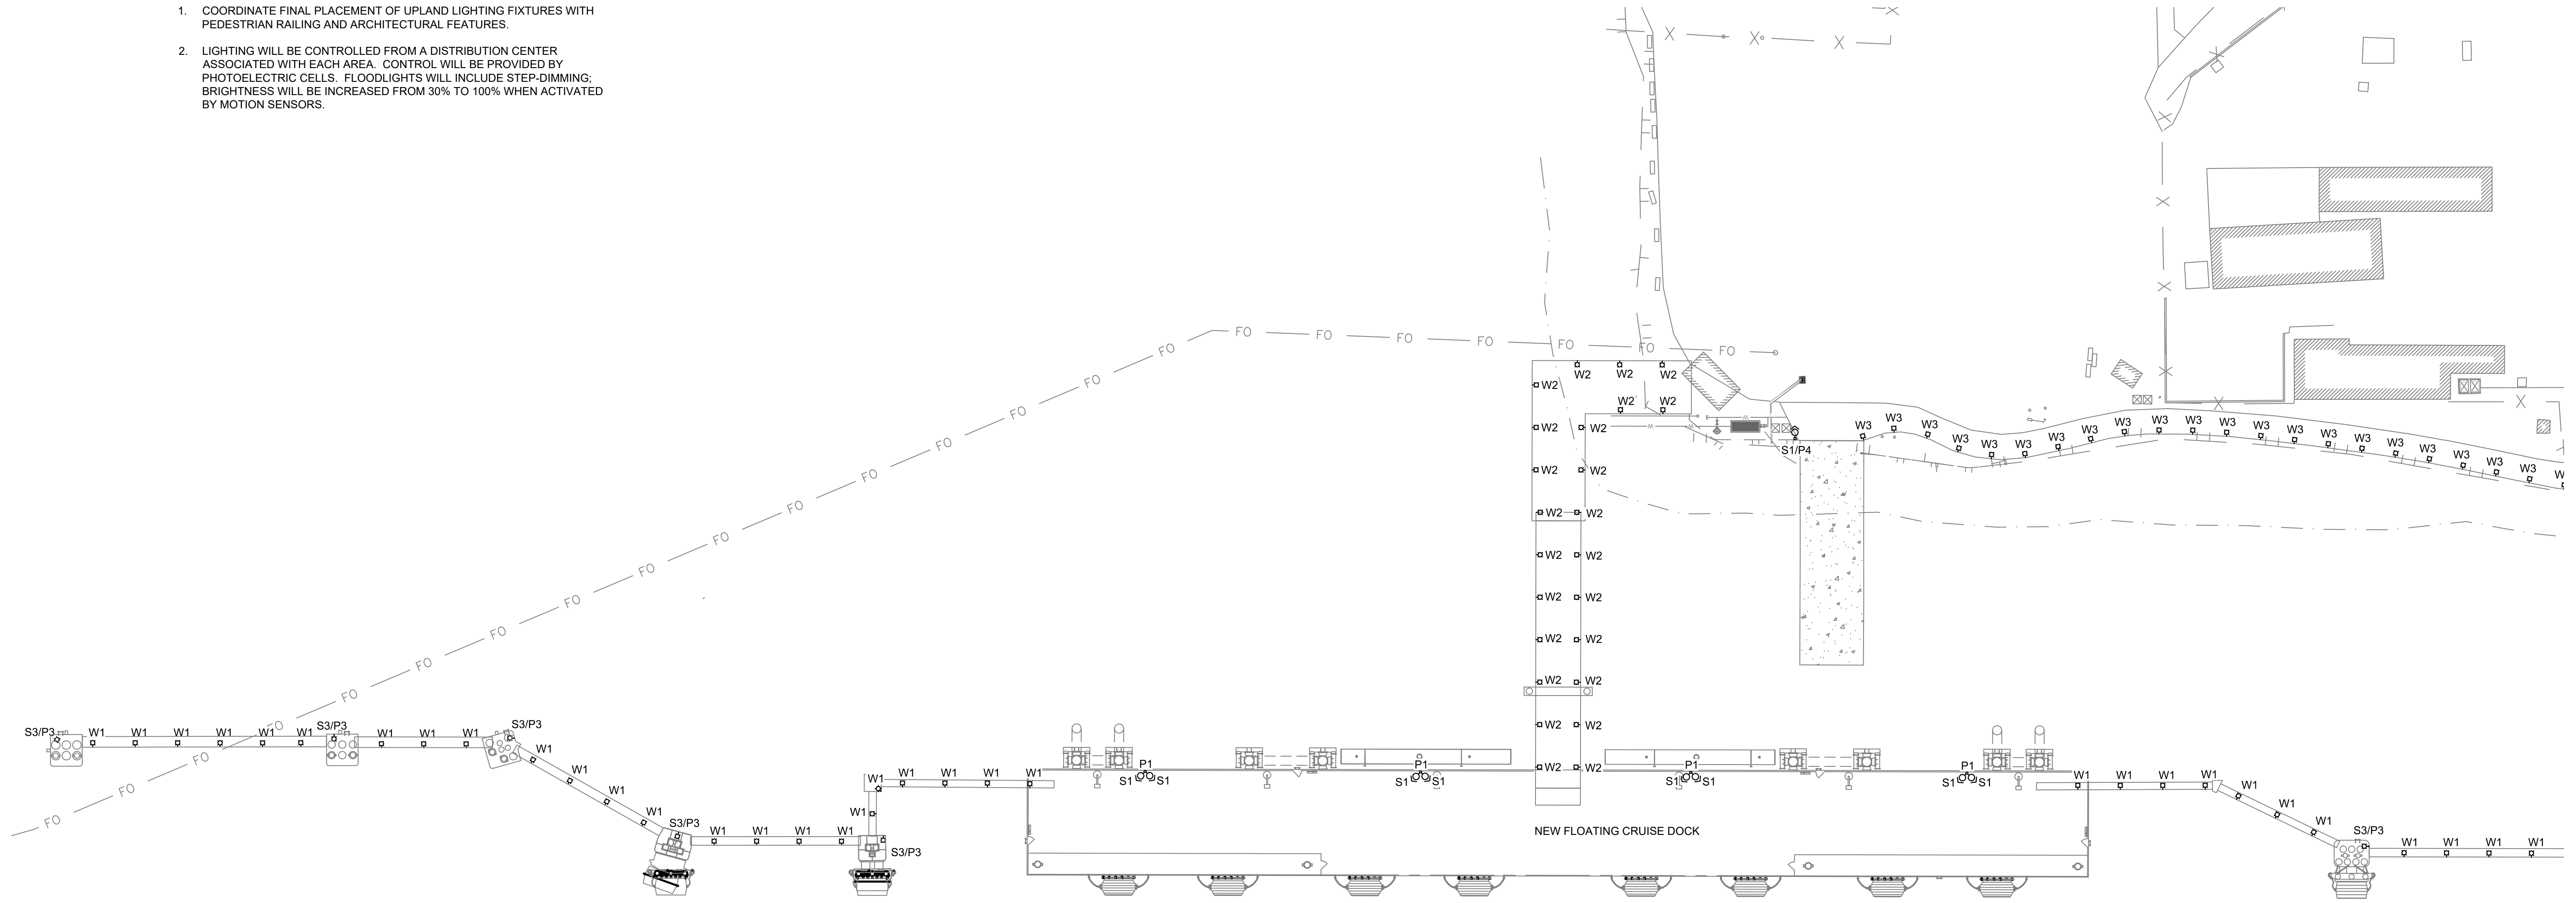 1. COORDINATE FINAL PLACEMENT OF UPLAND LIGHTING FIXTURES WITH
PEDESTRIAN RAILING AND ARCHITECTURAL FEATURES.
2. LIGHTING WILL BE CONTROLLED FROM A DISTRIBUTION CENTER
ASSOCIATED WITH EACH AREA. CONTROL WILL BE PROVIDED BY
PHOTOELECTRIC CELLS. FLOODLIGHTS WILL INCLUDE STEP-DIMMING;
BRIGHTNESS WILL BE INCREASED FROM 30% TO 100% WHEN ACTIVATED
BY MOTION SENSORS.
FO FO FO FO FO FO FO
FO FO FO FO FO FO FO FO FO FO FO FO FO FO FO FO
W2 W2 W2
W2
W2 W2
W2 W2
W2 W2
W2 W2
W2 W2
W2 W2
W2 W2
W2 W2
W2 W2
W2 W2
S1/P4
W3 W3 W3 W3 W3 W3 W3 W3 W3 W3 W3 W3 W3 W3 W3 W3 W3 W3 W3 W3 W3
S3/P3 W1 W1 W1 W1 W1 W1 S3/P3 W1 W1 W1 S3/P3
W1 W1 W1 W1
S3/P3
W1 W1 W1 W1
W1
S3/P3
W1 W1 W1 W1 W1
P1
S1 S1
P1
S1 S1
P1
S1 S1
P1
S1 S1
W1 W1 W1 W1
W1 W1 W1
S3/P3
W1 W1 W1 W1
NEW FLOATING CRUISE DOCK